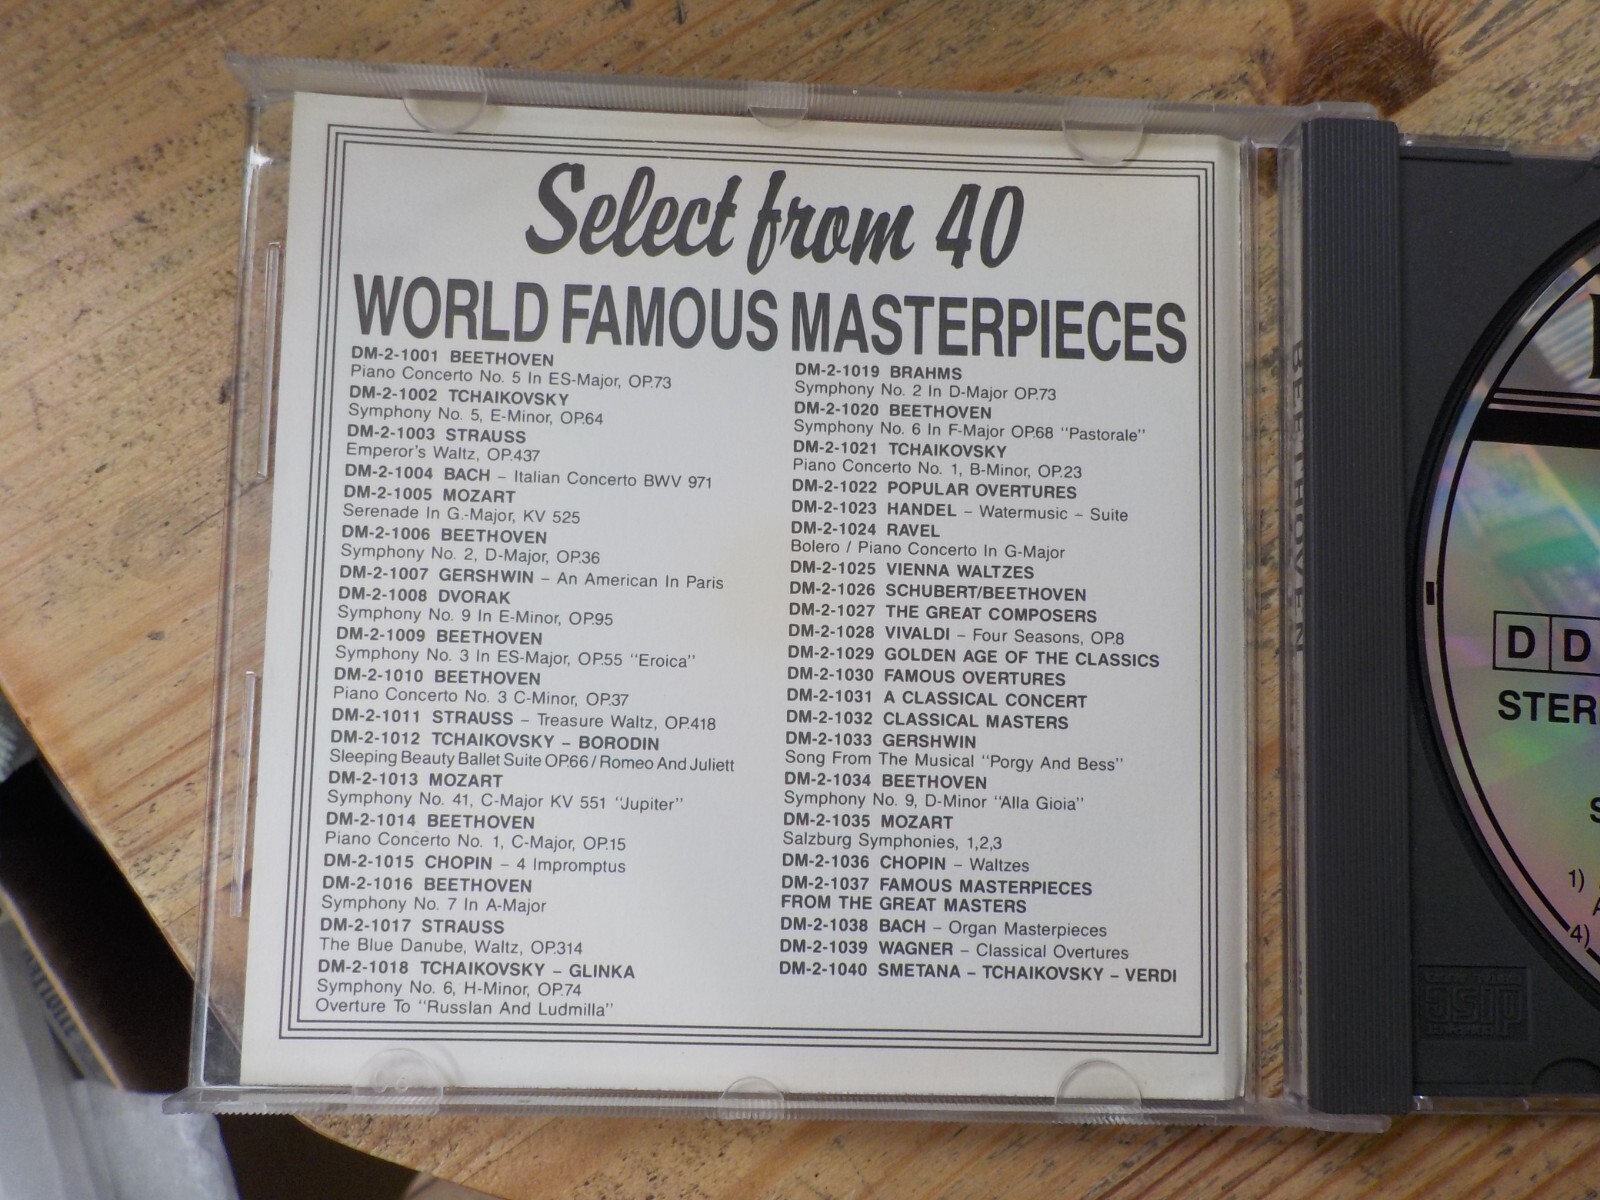 Select from 40
WORLD FAMOUS MASTERPIECES
DM-2-1001 BEETHOVEN
Piano Concerto No. 5 In ES-Major, OP.73
DM-2-1002 TCHAIKOVSKY
Symphony No. 5, E-Minor, OP.64
DM-2-1003 STRAUSS
Emperor's Waltz, OP.437
DM-2-1004 BACH – Italian Concerto BWV 971
DM-2-1005 MOZART
Serenade In G.-Major, KV 525
DM-2-1006 BEETHOVEN
Symphony No. 2, D-Major, OP.36
DM-2-1007 GERSHWIN – An American In Paris
DM-2-1008 DVORAK
Symphony No. 9 In E-Minor, OP.95
DM-2-1009 BEETHOVEN
Symphony No. 3 In ES-Major, OP.55 "Eroica"
DM-2-1010 BEETHOVEN
Piano Concerto No. 3 C-Minor, OP.37
DM-2-1011 STRAUSS – Treasure Waltz, OP.418
DM-2-1012 TCHAIKOVSKY – BORODIN
Sleeping Beauty Ballet Suite OP.66 / Romeo And Juliett
DM-2-1013 MOZART
Symphony No. 41, C-Major KV 551 "Jupiter"
DM-2-1014 BEETHOVEN
Piano Concerto No. 1, C-Major, OP.15
DM-2-1015 CHOPIN – 4 Impromptus
DM-2-1016 BEETHOVEN
Symphony No. 7 In A-Major
DM-2-1017 STRAUSS
The Blue Danube, Waltz, OP.314
DM-2-1018 TCHAIKOVSKY – GLINKA
Symphony No. 6, H-Minor, OP.74
Overture To "Russlan And Ludmilla"
DM-2-1019 BRAHMS
Symphony No. 2 In D-Major OP.73
DM-2-1020 BEETHOVEN
Symphony No. 6 In F-Major OP.68 "Pastorale"
DM-2-1021 TCHAIKOVSKY
Piano Concerto No. 1, B-Minor, OP.23
DM-2-1022 POPULAR OVERTURES
DM-2-1023 HANDEL – Watermusic – Suite
DM-2-1024 RAVEL
Bolero / Piano Concerto In G-Major
DM-2-1025 VIENNA WALTZES
DM-2-1026 SCHUBERT/BEETHOVEN
DM-2-1027 THE GREAT COMPOSERS
DM-2-1028 VIVALDI – Four Seasons, OP.8
DM-2-1029 GOLDEN AGE OF THE CLASSICS
DM-2-1030 FAMOUS OVERTURES
DM-2-1031 A CLASSICAL CONCERT
DM-2-1032 CLASSICAL MASTERS
DM-2-1033 GERSHWIN
Song From The Musical "Porgy And Bess"
DM-2-1034 BEETHOVEN
Symphony No. 9, D-Minor "Alla Gioia"
DM-2-1035 MOZART
Salzburg Symphonies, 1,2,3
DM-2-1036 CHOPIN – Waltzes
DM-2-1037 FAMOUS MASTERPIECES
FROM THE GREAT MASTERS
DM-2-1038 BACH – Organ Masterpieces
DM-2-1039 WAGNER – Classical Overtures
DM-2-1040 SMETANA – TCHAIKOVSKY – VERDI
BEETHOVEN
D D
STER
1)
4)
disc